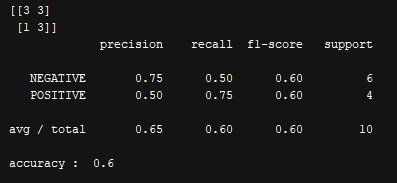 [[3 3]
[1 3]]
precision recall f1-score support
NEGATIVE 0.75 0.50 0.60 6
POSITIVE 0.50 0.75 0.60 4
avg / total 0.65 0.60 0.60 10
accuracy : 0.6